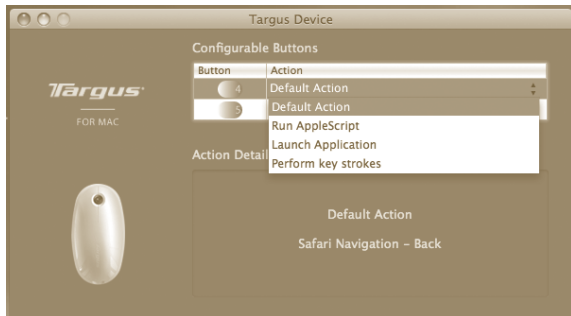 Targus Device
Configurable Buttons
Button Action
4 Default Action
5 Default Action
Run AppleScript
Launch Application
Perform key strokes
Targus
FOR MAC
Action Detail
Default Action
Safari Navigation – Back